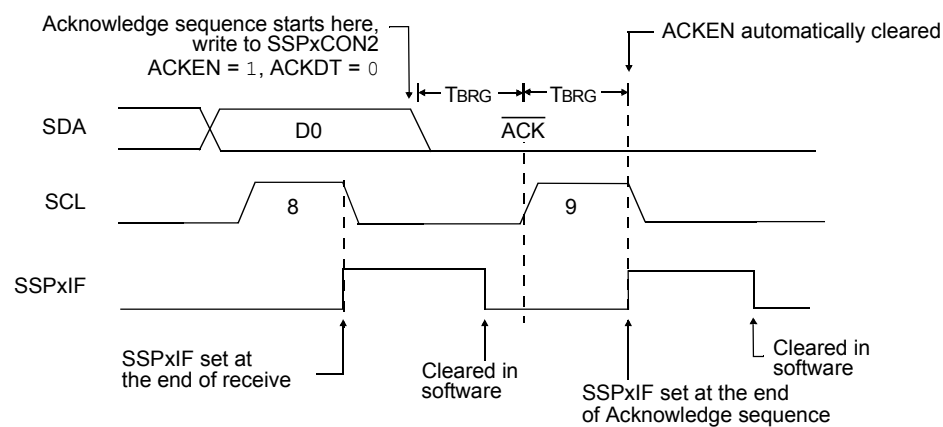 Acknowledge sequence starts here,
write to SSPxCON2
ACKEN = 1, ACKDT = 0
ACKEN automatically cleared
TBRG
TBRG
SDA
D0
ACK
SCL
8
9
SSPxIF
SSPxIF set at
the end of receive
Cleared in
software
SSPxIF set at the end
of Acknowledge sequence
Cleared in
software